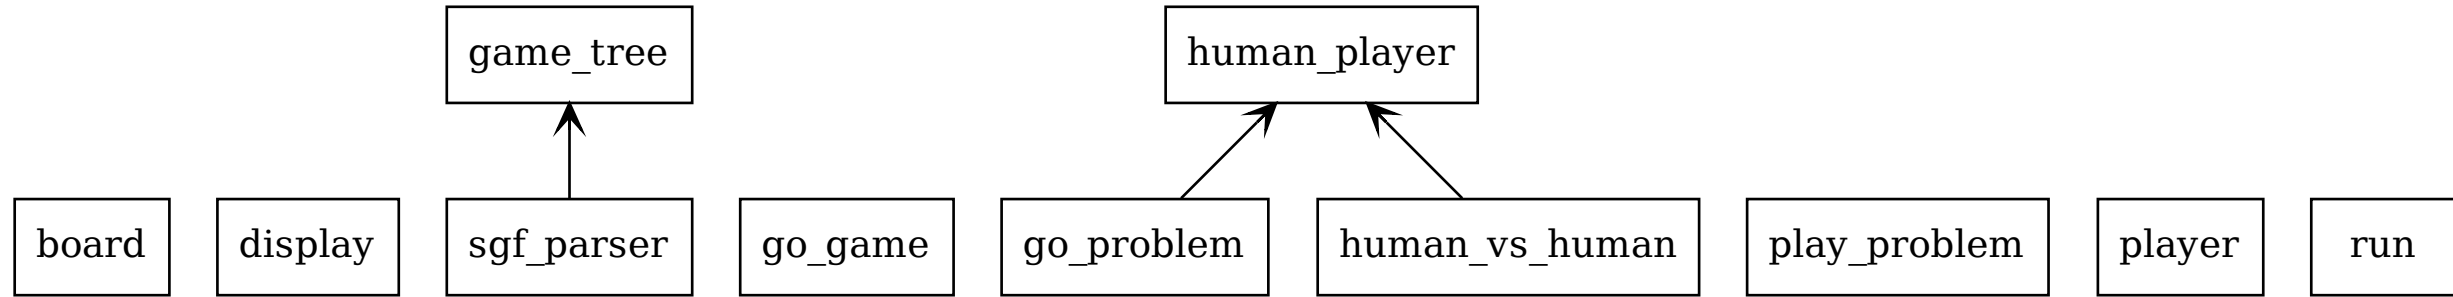 game_tree
human_player
board
display
sgf_parser
go_game
go_problem
human_vs_human
play_problem
player
run